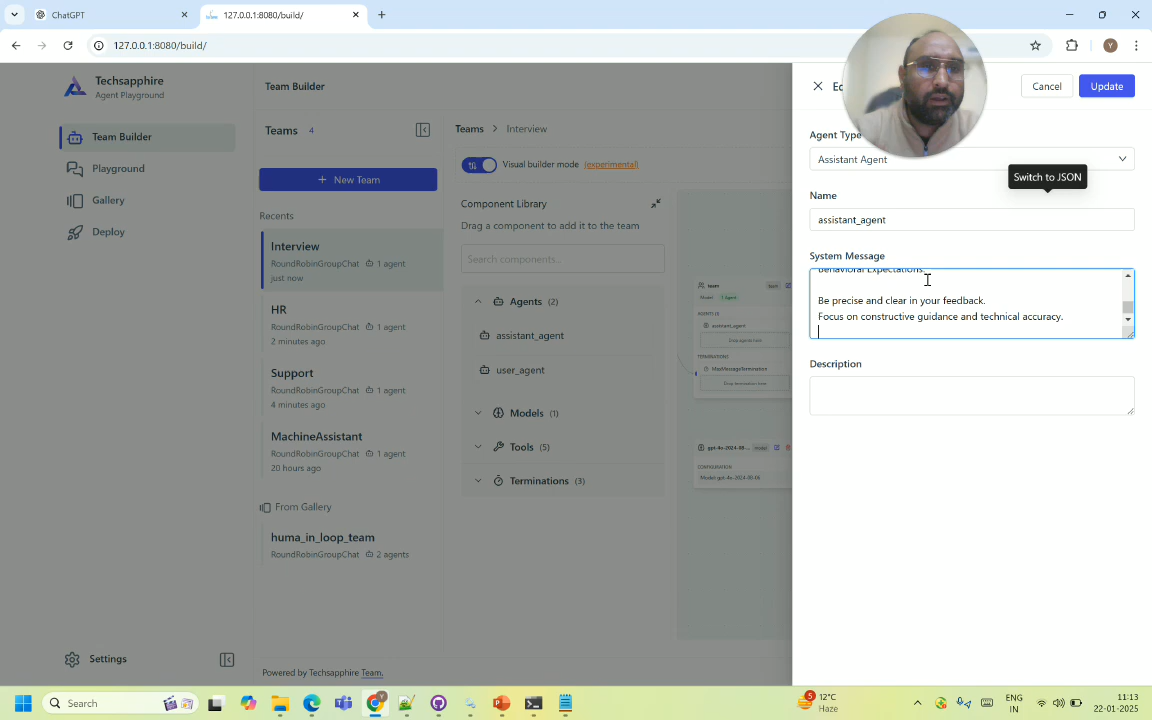 ChatGPT
127.0.0.1:8080/build/
127.0.0.1:8080/build/
Y
Techsapphire
Agent Playground
Team Builder
Playground
Gallery
Deploy
Settings
Team Builder
Teams 4
New Team
Recents
Interview
RoundRobinGroupChat 1 agent
just now
HR
RoundRobinGroupChat 1 agent
2 minutes ago
Support
RoundRobinGroupChat 1 agent
4 minutes ago
MachineAssistant
RoundRobinGroupChat 1 agent
20 hours ago
From Gallery
huma_in_loop_team
RoundRobinGroupChat 2 agents
Powered by Techsapphire Team.
Teams > Interview
Visual builder mode (experimental)
Component Library
Drag a component to add it to the team
Search components...
Agents (2)
assistant_agent
user_agent
Models (1)
Tools (5)
Terminations (3)
team team
Model 1 Agent
AGENTS (1)
assistant_agent
Drop agents here
TERMINATIONS
MaxMessageTermination
Drop termination here
gpt-4o-2024-08-... model
CONFIGURATION
Model: gpt-4o-2024-08-06
Cancel
Update
Agent Type
Assistant Agent
Switch to JSON
Name
assistant_agent
System Message
Behavioral Expectations:
Be precise and clear in your feedback.
Focus on constructive guidance and technical accuracy.
Description
Search
5
12°C
Haze
ENG
IN
11:13
22-01-2025